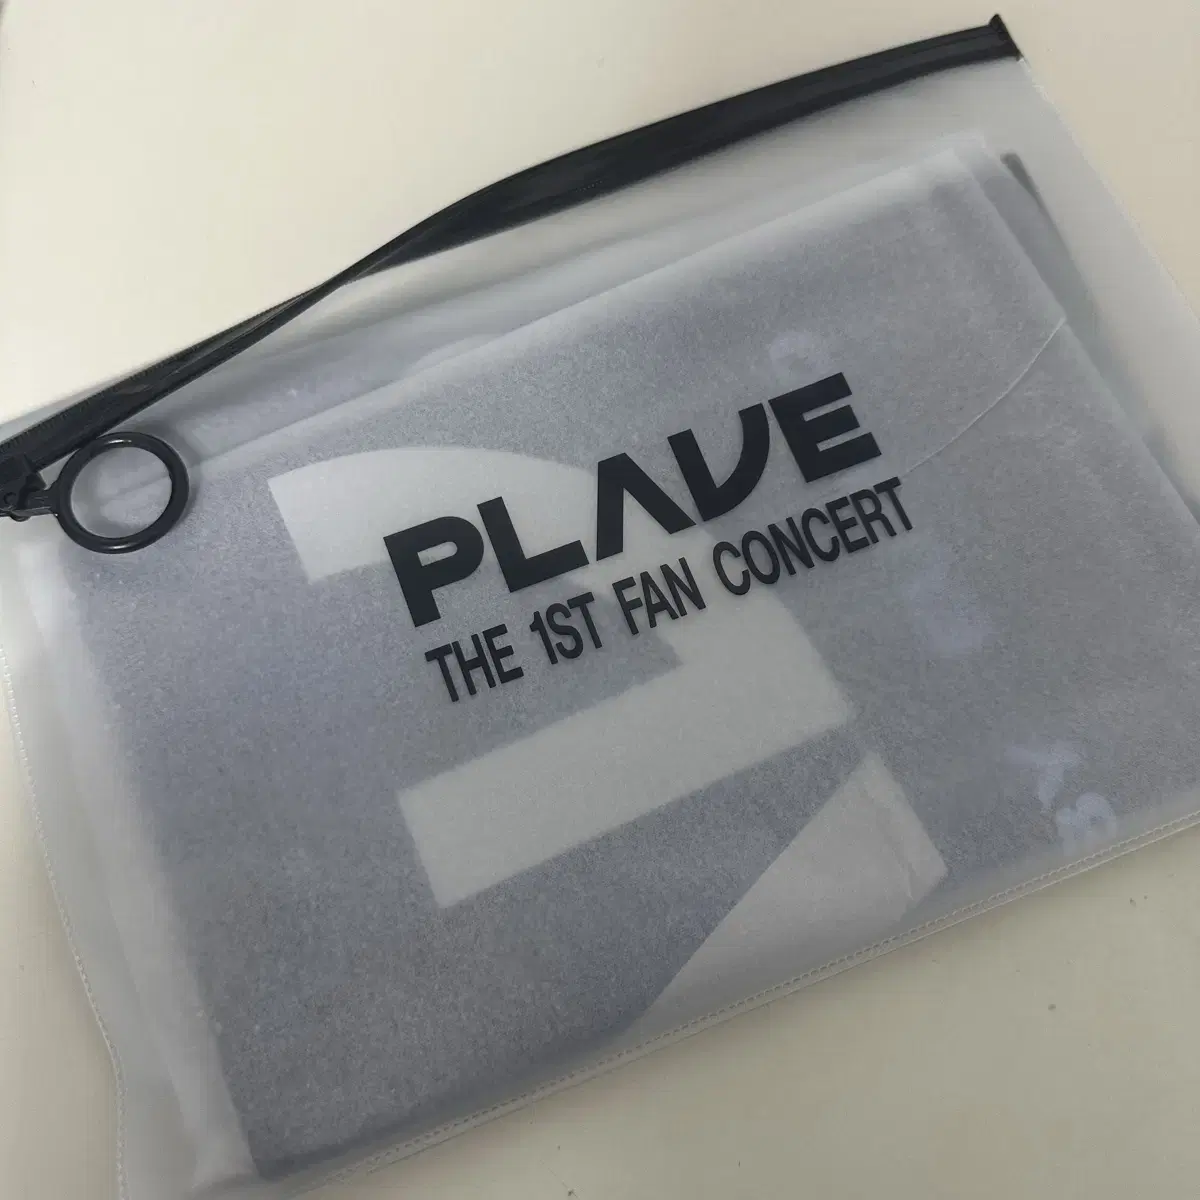 PLAVE
THE 1ST FAN CONCERT